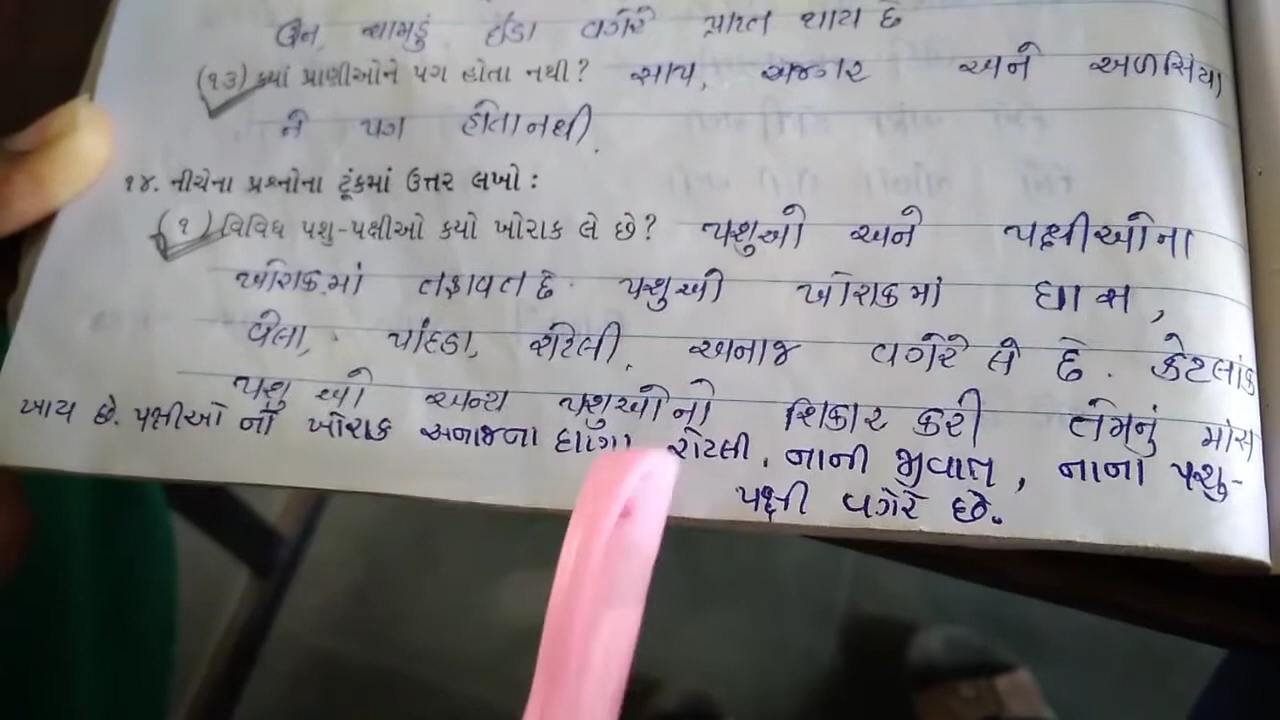 ઊન, ચામડું, ઈંડા વગેરે પ્રાપ્ત થાય છે
(૧૩) ક્યાં પ્રાણીઓને પગ હોતા નથી? સાપ, અજગર અને અળસિયા
ને પગ હોતાનથી.
૧૪. નીચેના પ્રશ્નોના ટૂંકમાં ઉત્તર લખો :
(૧) વિવિધ પશુ-પક્ષીઓ કયો ખોરાક લે છે? પશુઓ અને પક્ષીઓના
ખોરાકમાં તફાવત છે. પશુઓ ખોરાકમાં ઘાસ,
વેલા, પાંદડા, રોટલી, અનાજ વગેરે લે છે. કેટલાંક
પશુઓ અન્ય પશુઓનો શિકાર કરી તેમનું માંસ
ખાય છે. પક્ષીઓ નો ખોરાક અનાજના દાણા રોટલી, નાની જીવાત, નાના પશુ-
પક્ષી વગેરે છે.